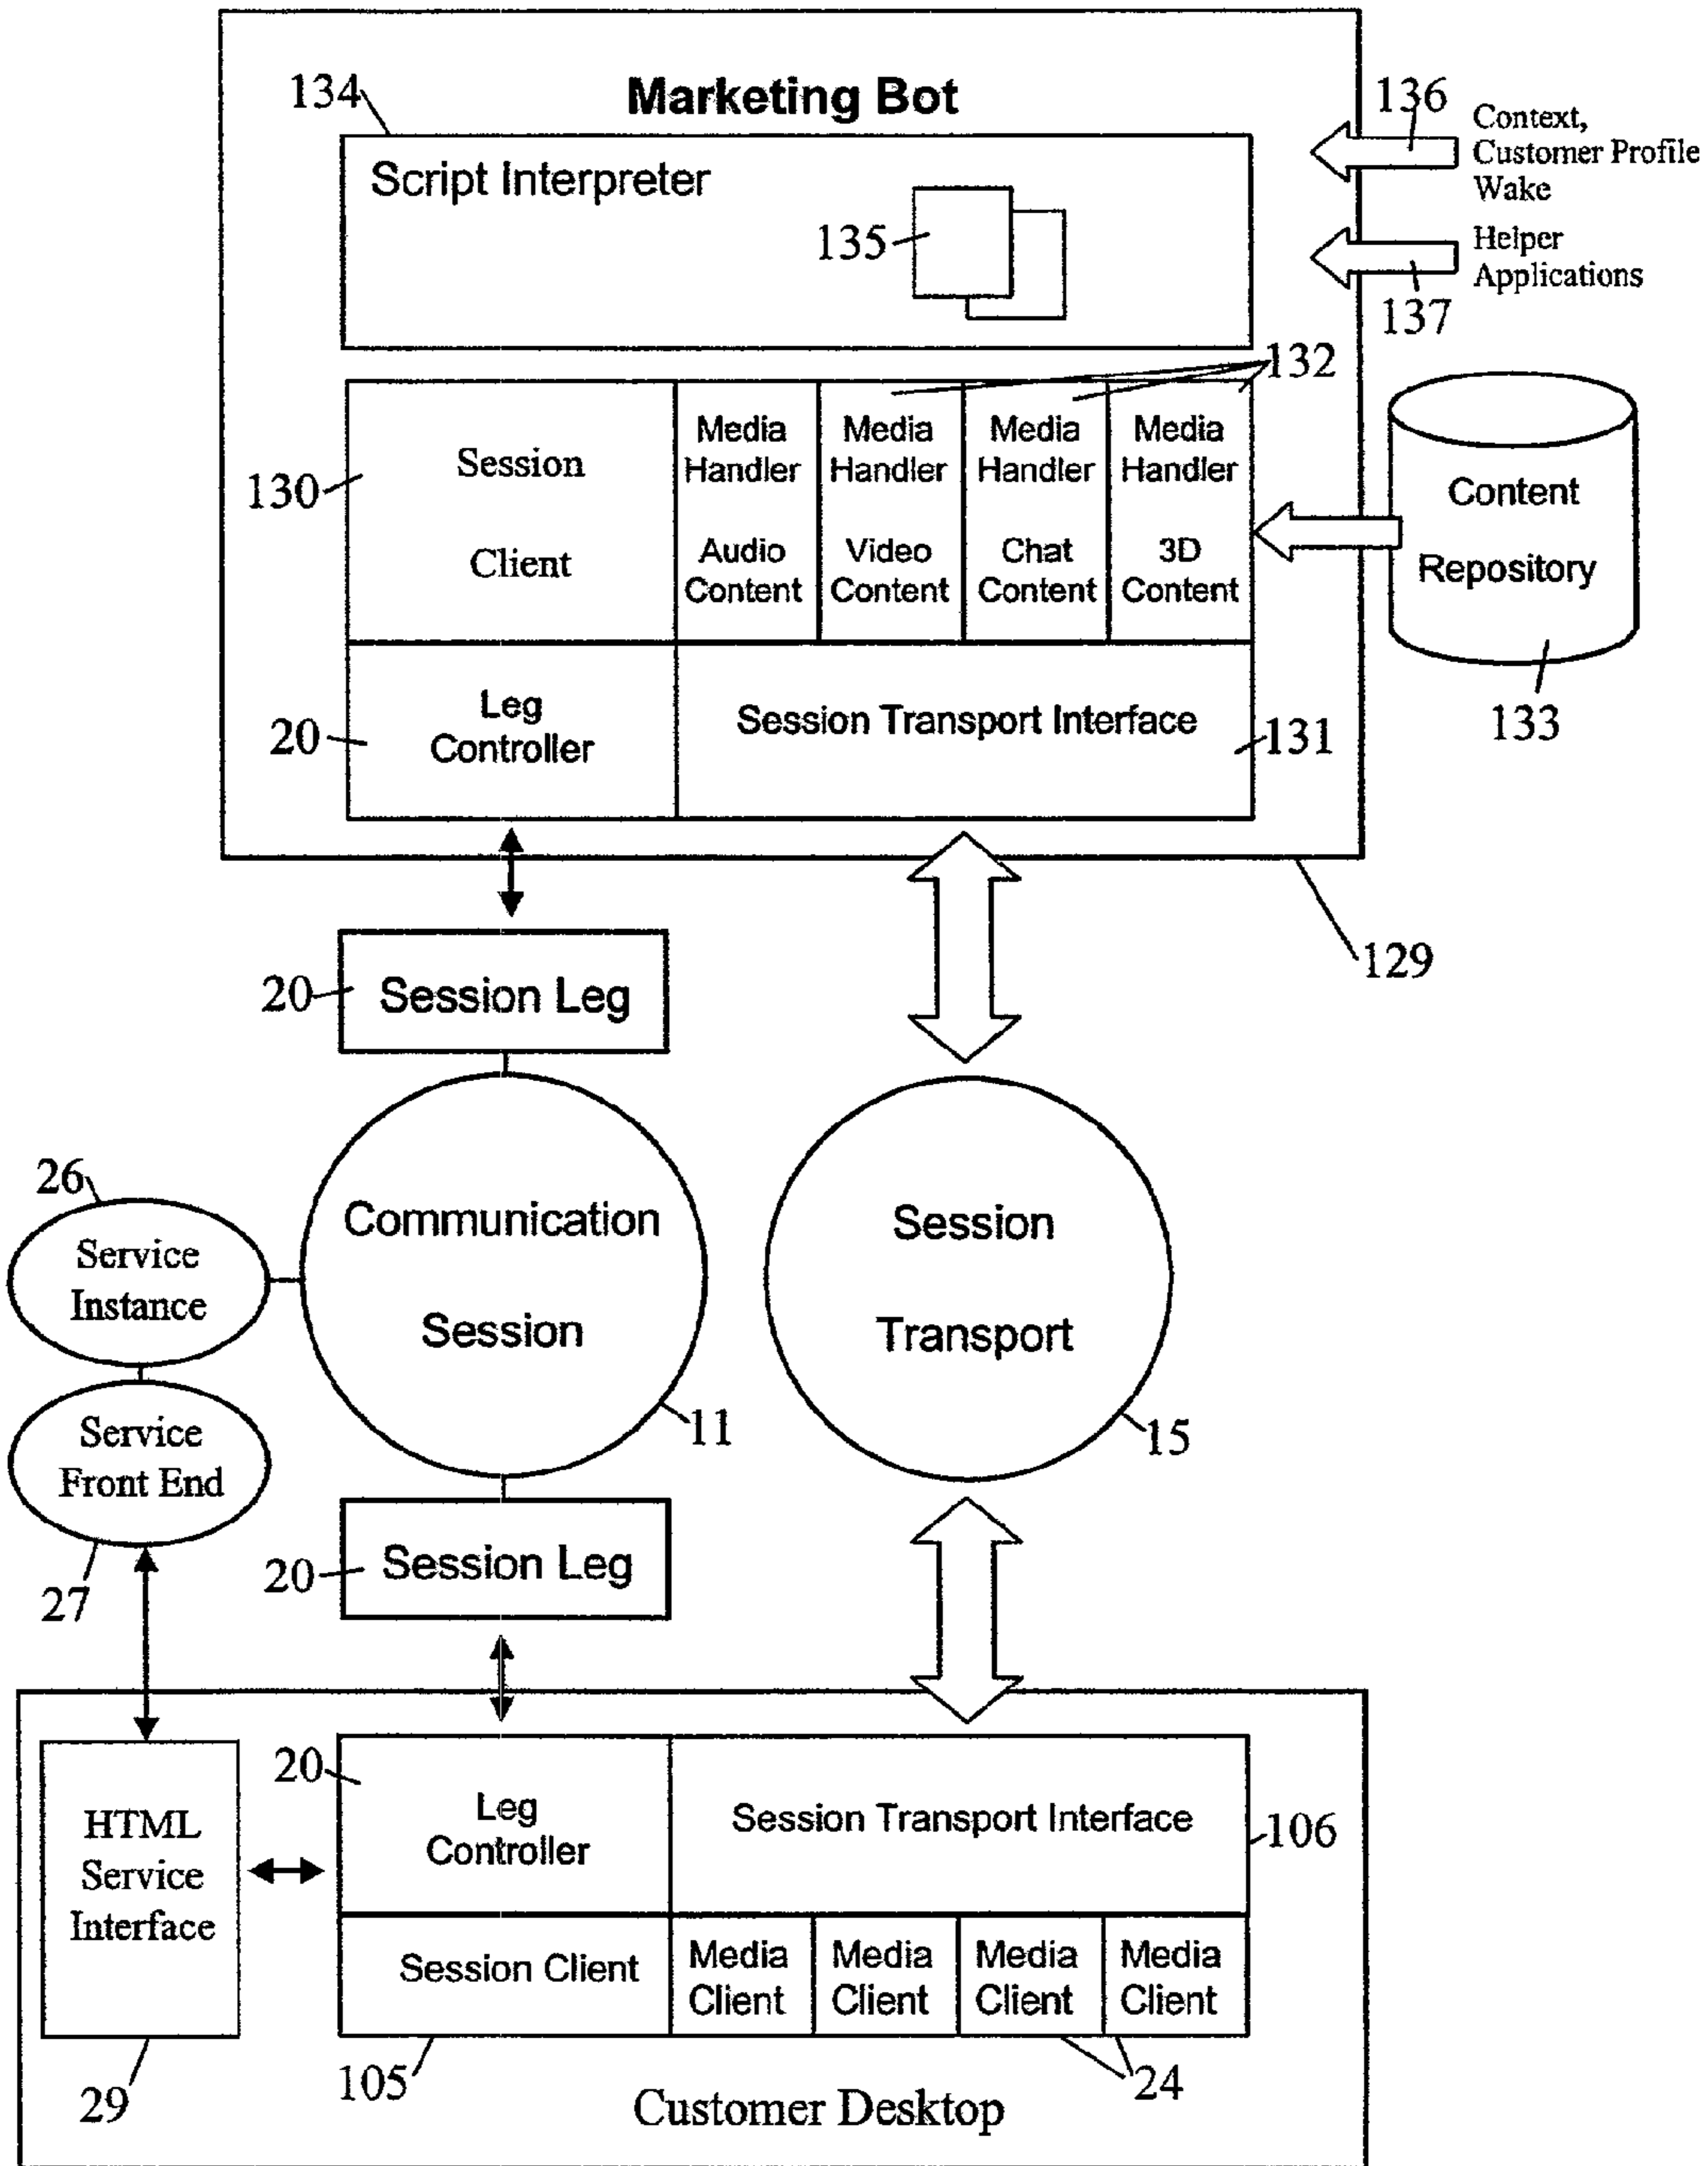 Marketing Bot
134
Script Interpreter
135
136
Context,
Customer Profile
Wake
Helper
Applications
137
132
130
Session
Client
Media
Handler
Audio
Content
Media
Handler
Video
Content
Media
Handler
Chat
Content
Media
Handler
3D
Content
Content
Repository
133
20
Leg
Controller
Session Transport Interface
131
129
20
Session Leg
26
Service
Instance
Communication
Session
11
Session
Transport
15
Service
Front End
27
20
Session Leg
HTML
Service
Interface
29
20
Leg
Controller
Session Transport Interface
106
Session Client
105
Media
Client
Media
Client
Media
Client
Media
Client
24
Customer Desktop